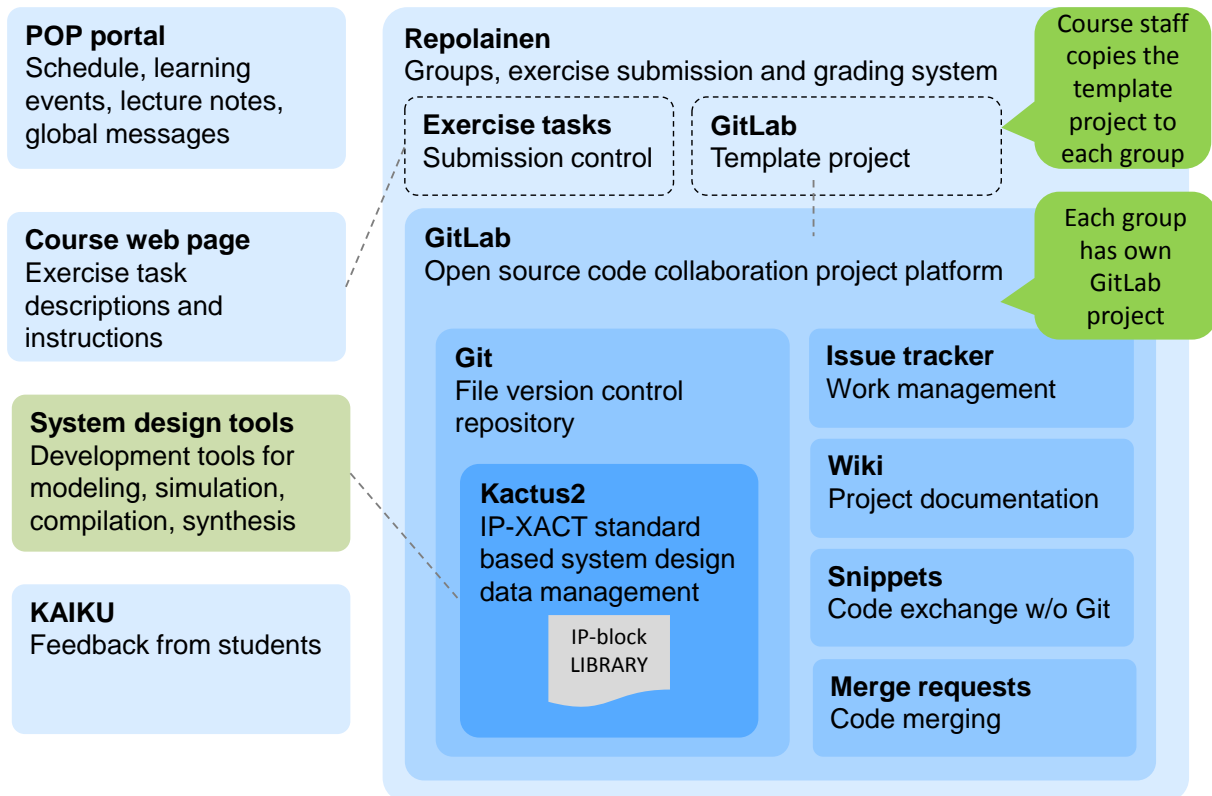 POP portal
Schedule, learning
events, lecture notes,
global messages
Course web page
Exercise task
descriptions and
instructions
System design tools
Development tools for
modeling, simulation,
compilation, synthesis
KAIKU
Feedback from students
Repolainen
Groups, exercise submission and grading system
Exercise tasks
Submission control
GitLab
Template project
Course staff
copies the
template
project to
each group
GitLab
Open source code collaboration project platform
Each group
has own
GitLab
project
Git
File version control
repository
Kactus2
IP-XACT standard
based system design
data management
IP-block
LIBRARY
Issue tracker
Work management
Wiki
Project documentation
Snippets
Code exchange w/o Git
Merge requests
Code merging